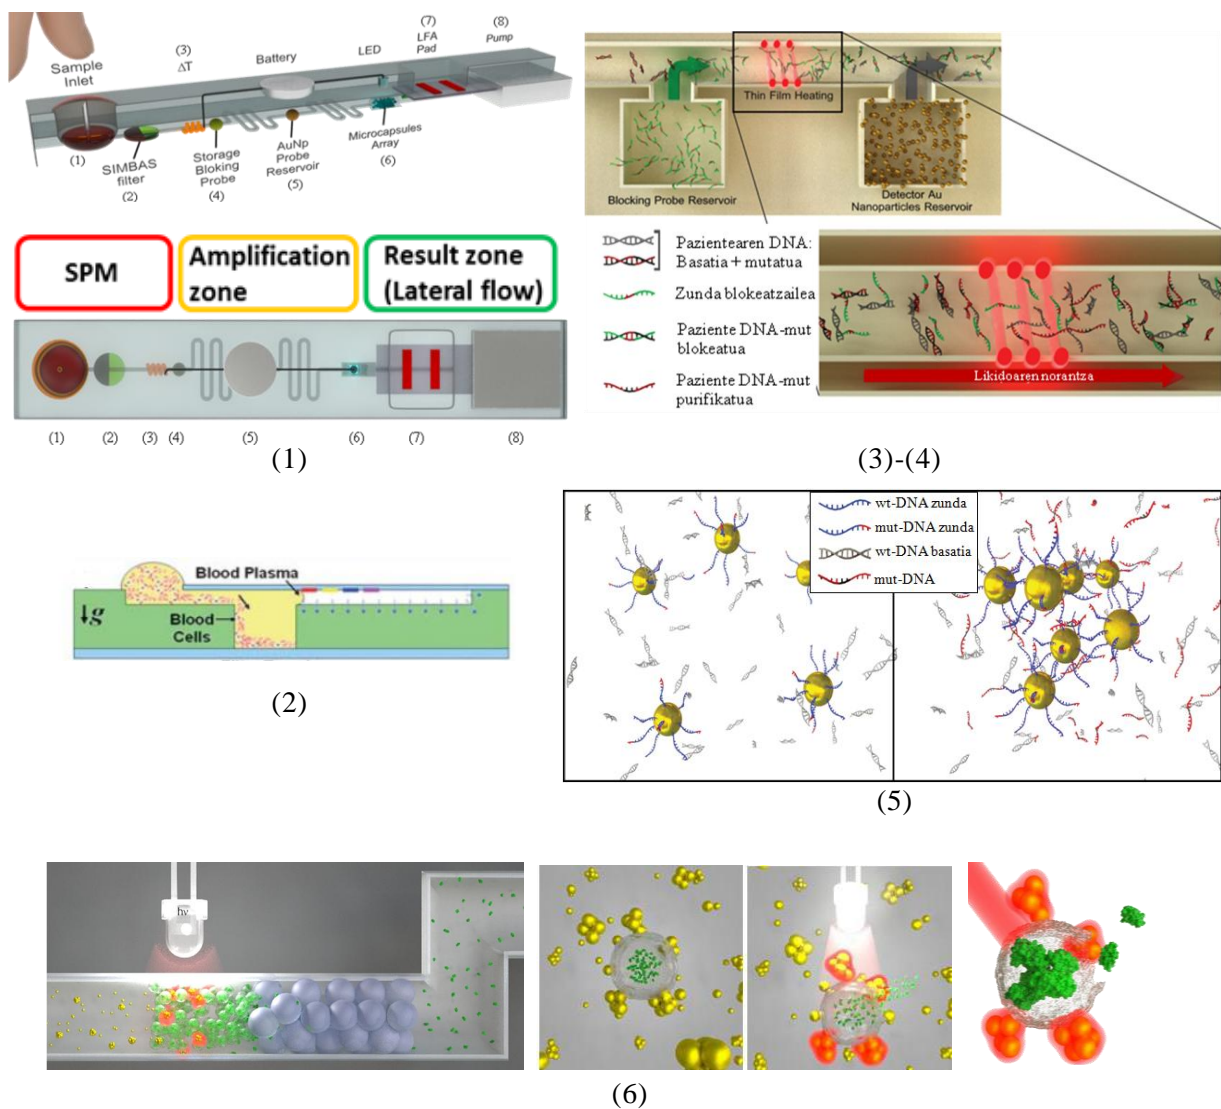 (7)
(8)
(3)
LFA
Battery
LED
Pump
ΔT
Pad
Sample
Inlet
(1)
SIMBAS
filter
(2)
Storage
Bloking
Probe
(4)
AuNp
Probe
Reservoir
(5)
Microcapsules
Array
(6)
SPM
Amplification
zone
Result zone
(Lateral flow)
(1)
(2)
(3)
(4)
(5)
(6)
(7)
(8)
(1)
Thin Film Heating
Blocking Probe Reservoir
Detector Au
Nanoparticles Reservoir
Pazientearen DNA:
Basatia + mutatua
Zunda blokeatzailea
Paziente DNA-mut
blokeatua
Paziente DNA-mut
purifikatua
Likidoaren norantza
(3)-(4)
Blood Plasma
g
Blood
Cells
(2)
wt-DNA zunda
mut-DNA zunda
wt-DNA basatia
mut-DNA
(5)
hv
(6)